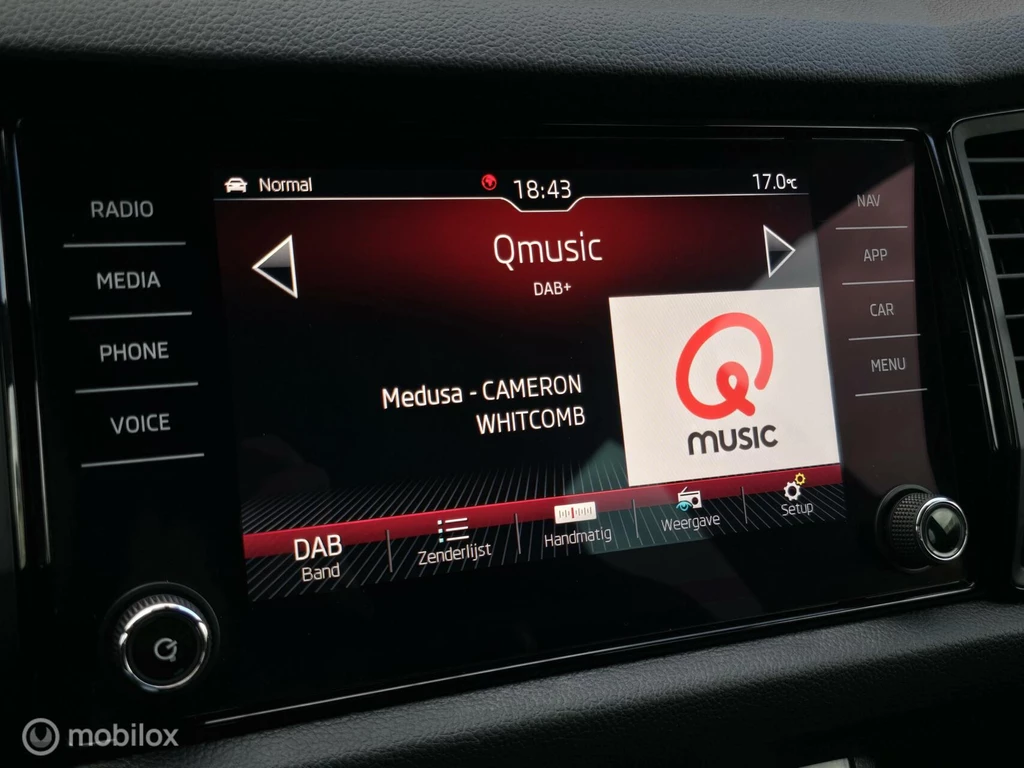 Normal
18:43
17.0°C
RADIO
MEDIA
PHONE
VOICE
Qmusic
DAB+
Medusa - CAMERON
WHITCOMB
MUSIC
DAB
Band
Zenderlijst
Handmatig
Weergave
Setup
NAV
APP
CAR
MENU
mobilox